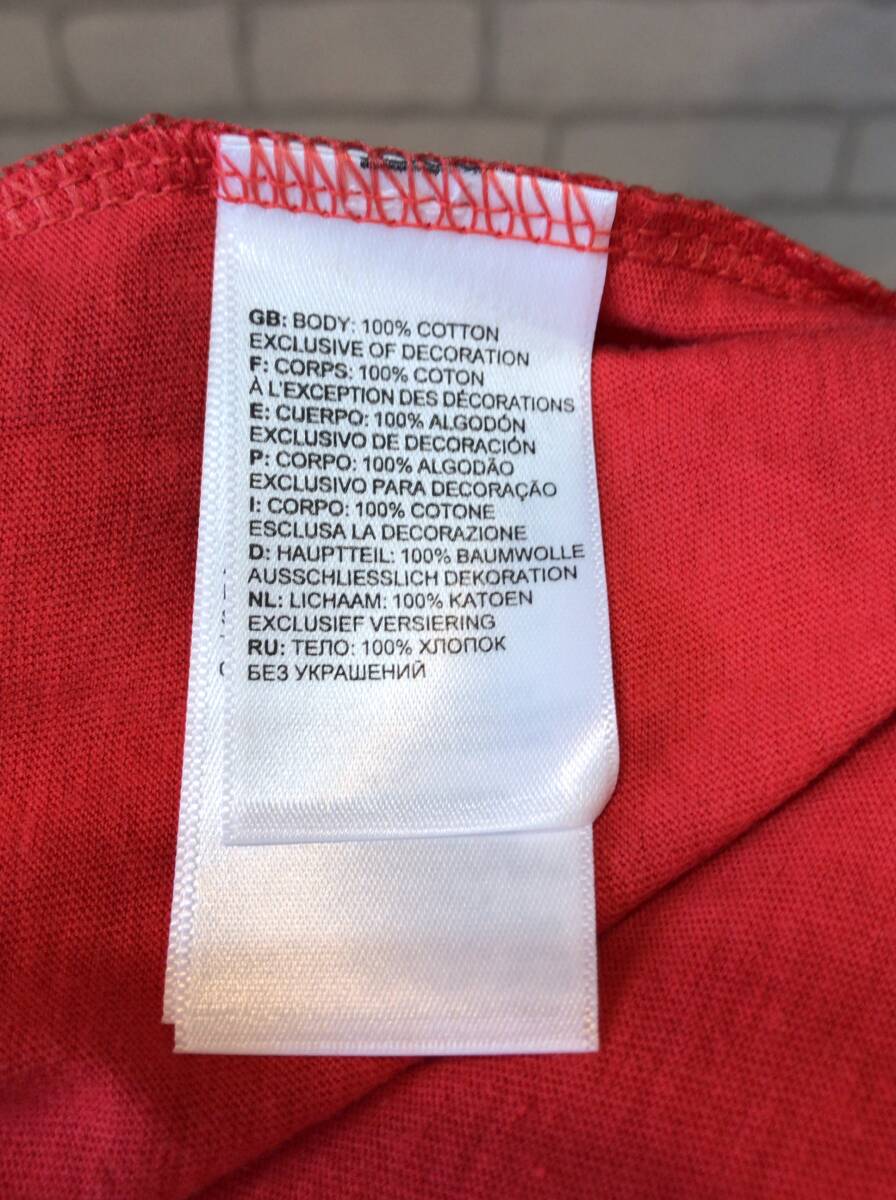 GB: BODY: 100% COTTON
EXCLUSIVE OF DECORATION
F: CORPS: 100% COTON
À L'EXCEPTION DES DÉCORATIONS
E: CUERPO: 100% ALGODÓN
EXCLUSIVO DE DECORACIÓN
P: CORPO: 100% ALGODÃO
EXCLUSIVO PARA DECORAÇÃO
I: CORPO: 100% COTONE
ESCLUSA LA DECORAZIONE
D: HAUPTTEIL: 100% BAUMWOLLE
AUSSCHLIESSLICH DEKORATION
NL: LICHAAM: 100% KATOEN
EXCLUSIEF VERSIERING
RU: ТЕЛО: 100% ХЛОПОК
БЕЗ УКРАШЕНИЙ